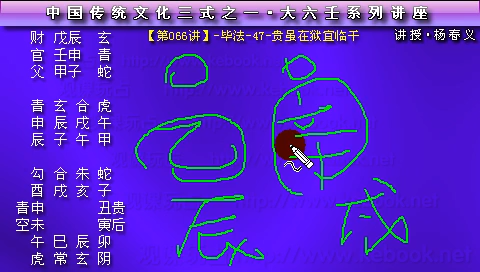 中国传统文化三式之一·大六壬系列讲座
【第066讲】-毕法-47-贵虽在狱宜临干
讲授·杨春义
财 戊辰 玄
官 壬申 青
父 甲子 蛇
青 玄 合 虎
申 辰 戌 午
辰 子 午 甲
勾 合 朱 蛇
酉 戌 亥 子
青申 丑贵
空未 寅后
午 巳 辰 卯
虎 常 玄 阴
辰
戌